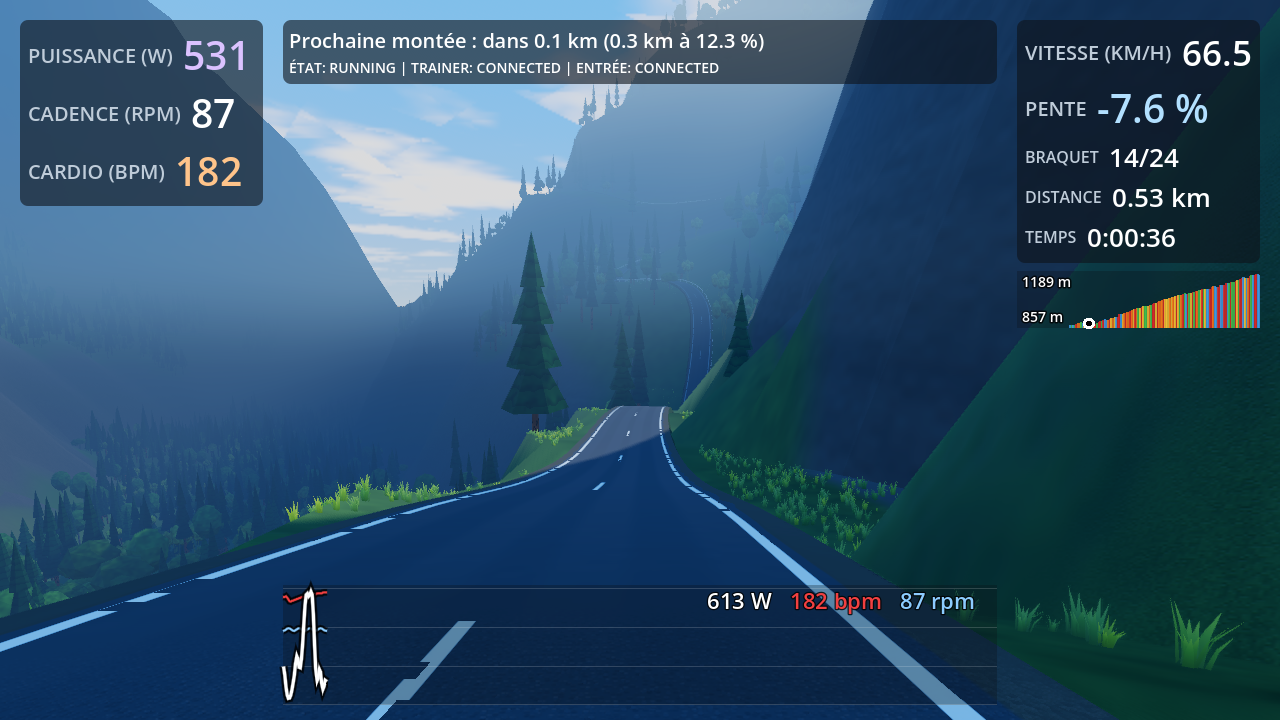 PUISSANCE (W) 531
CADENCE (RPM) 87
CARDIO (BPM) 182
Prochaine montée : dans 0.1 km (0.3 km à 12.3 %)
ÉTAT: RUNNING | TRAINER: CONNECTED | ENTRÉE: CONNECTED
VITESSE (KM/H) 66.5
PENTE -7.6 %
BRAQUET 14/24
DISTANCE 0.53 km
TEMPS 0:00:36
1189 m
857 m
613 W 182 bpm 87 rpm